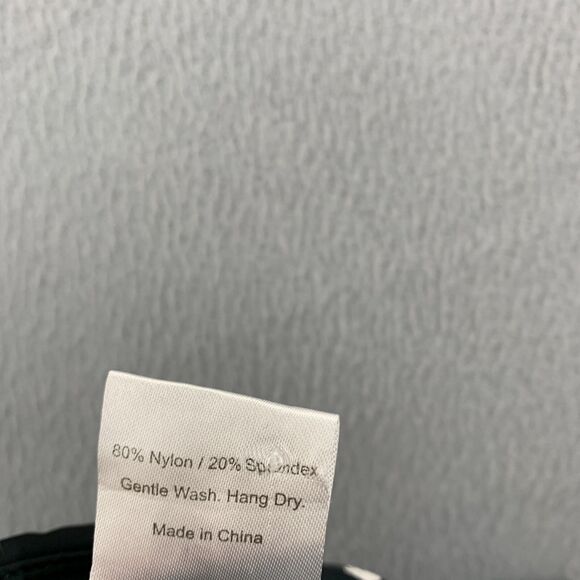 80% Nylon / 20% Spandex
Gentle Wash. Hang Dry.
Made in China